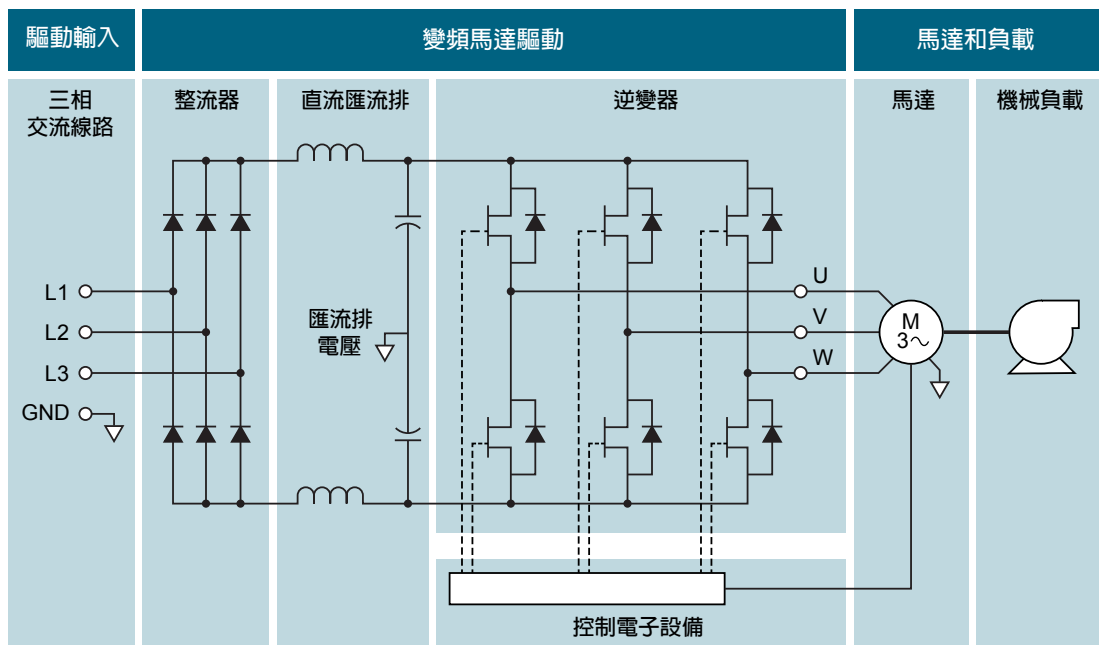 驅動輸入
變頻馬達驅動
馬達和負載
三相
交流線路
整流器
直流匯流排
逆變器
馬達
機械負載
L1
L2
L3
GND
匯流排
電壓
U
V
W
M
3～
控制電子設備